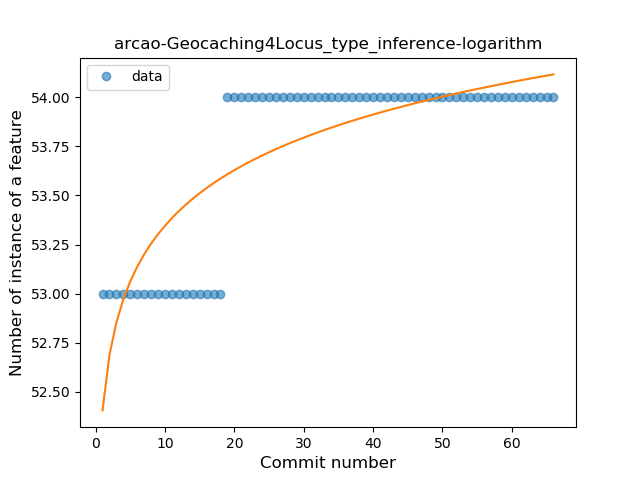 arcao-Geocaching4Locus_type_inference-logarithm
data
Number of instance of a feature
54.00
53.75
53.50
53.25
53.00
52.75
52.50
0 10 20 30 40 50 60
Commit number